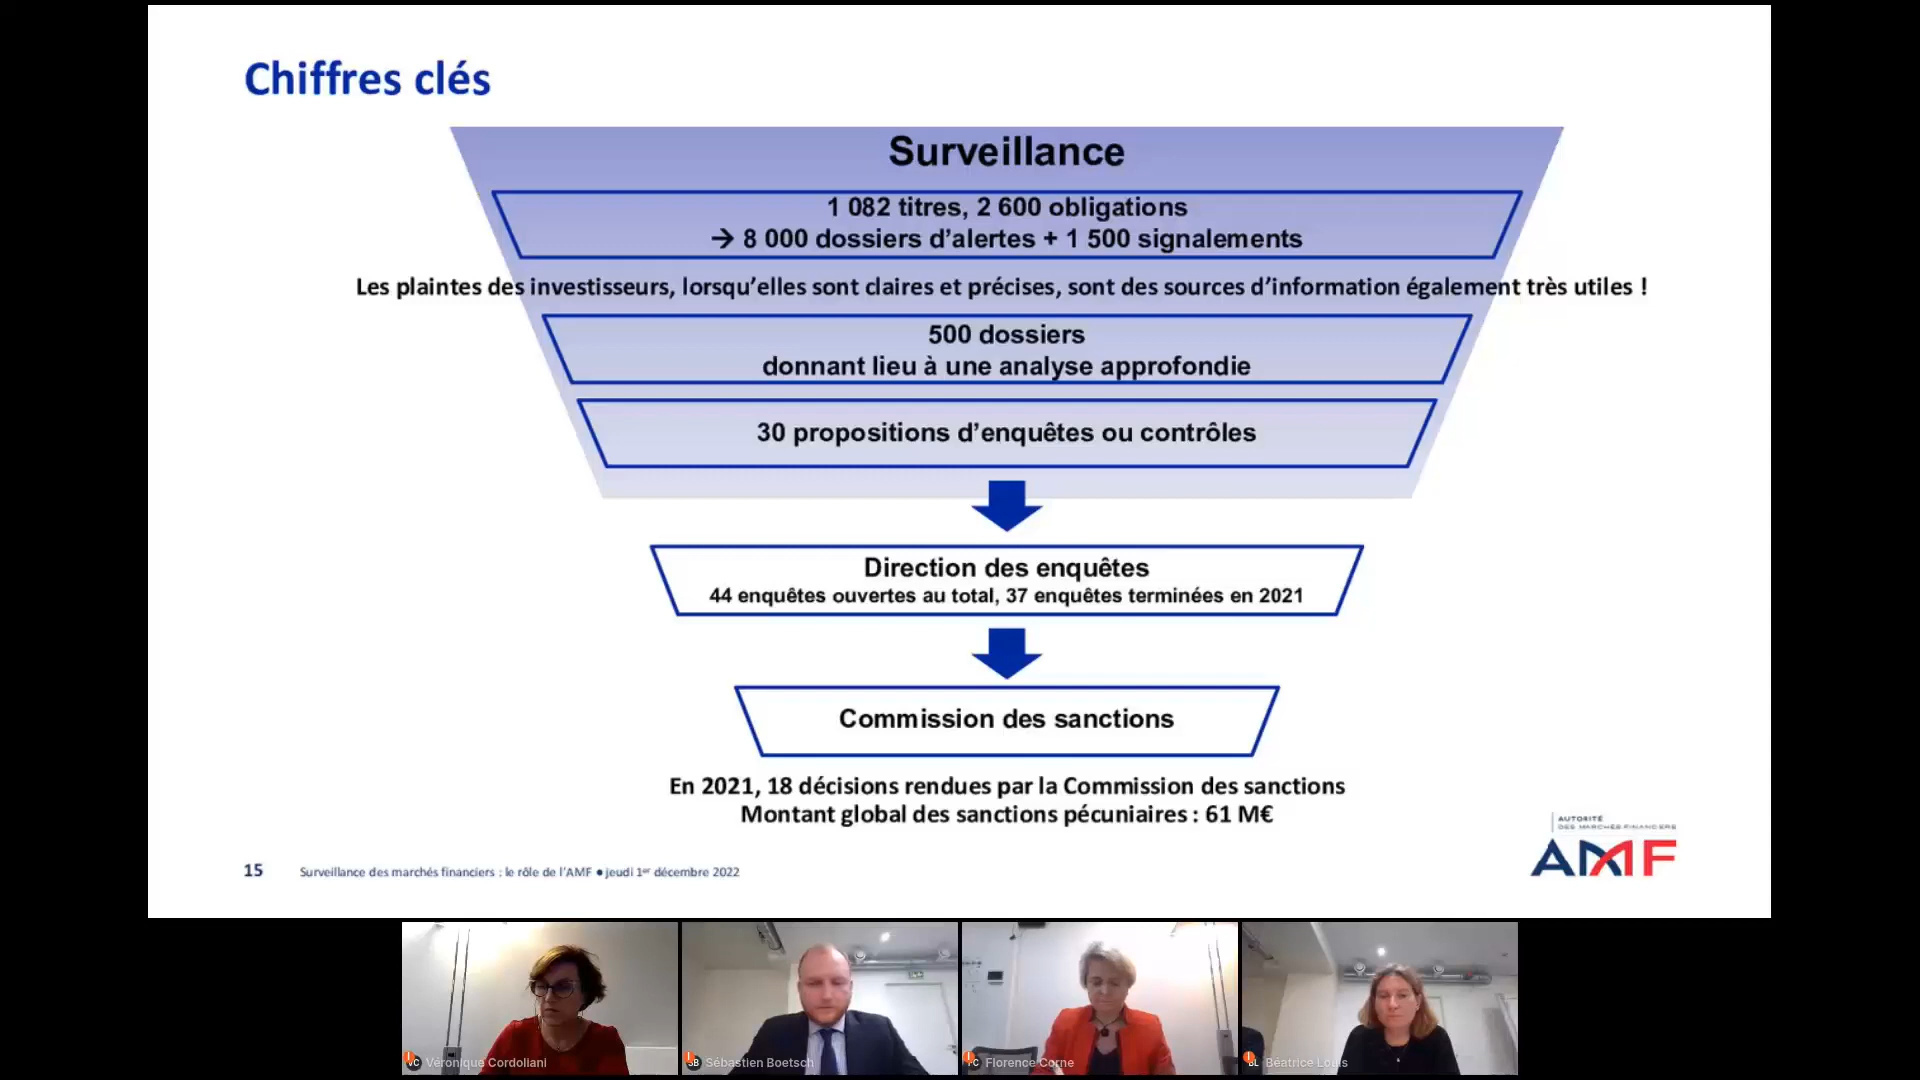 Chiffres clés
Surveillance
1 082 titres, 2 600 obligations
→ 8 000 dossiers d’alertes + 1 500 signalements
Les plaintes des investisseurs, lorsqu’elles sont claires et précises, sont des sources d’information également très utiles !
500 dossiers
donnant lieu à une analyse approfondie
30 propositions d’enquêtes ou contrôles
Direction des enquêtes
44 enquêtes ouvertes au total, 37 enquêtes terminées en 2021
Commission des sanctions
En 2021, 18 décisions rendues par la Commission des sanctions
Montant global des sanctions pécuniaires : 61 M€
AUTORITÉ
DES MARCHÉS FINANCIERS
AMF
15 Surveillance des marchés financiers : le rôle de l’AMF ● jeudi 1er décembre 2022
VC Véronique Cordoliani
SB Sébastien Boetsch
FC Florence Corne
BL Béatrice Louis